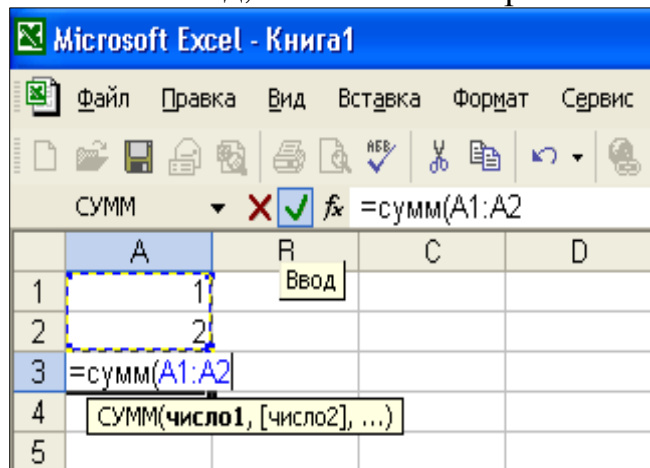 Microsoft Excel - Книга1
Файл Правка Вид Вставка Формат Сервис
СУММ =сумм(A1:A2
A B C D
Ввод
1 1
2 2
3 =сумм(A1:A2
4 СУММ(число1, [число2], ...)
5